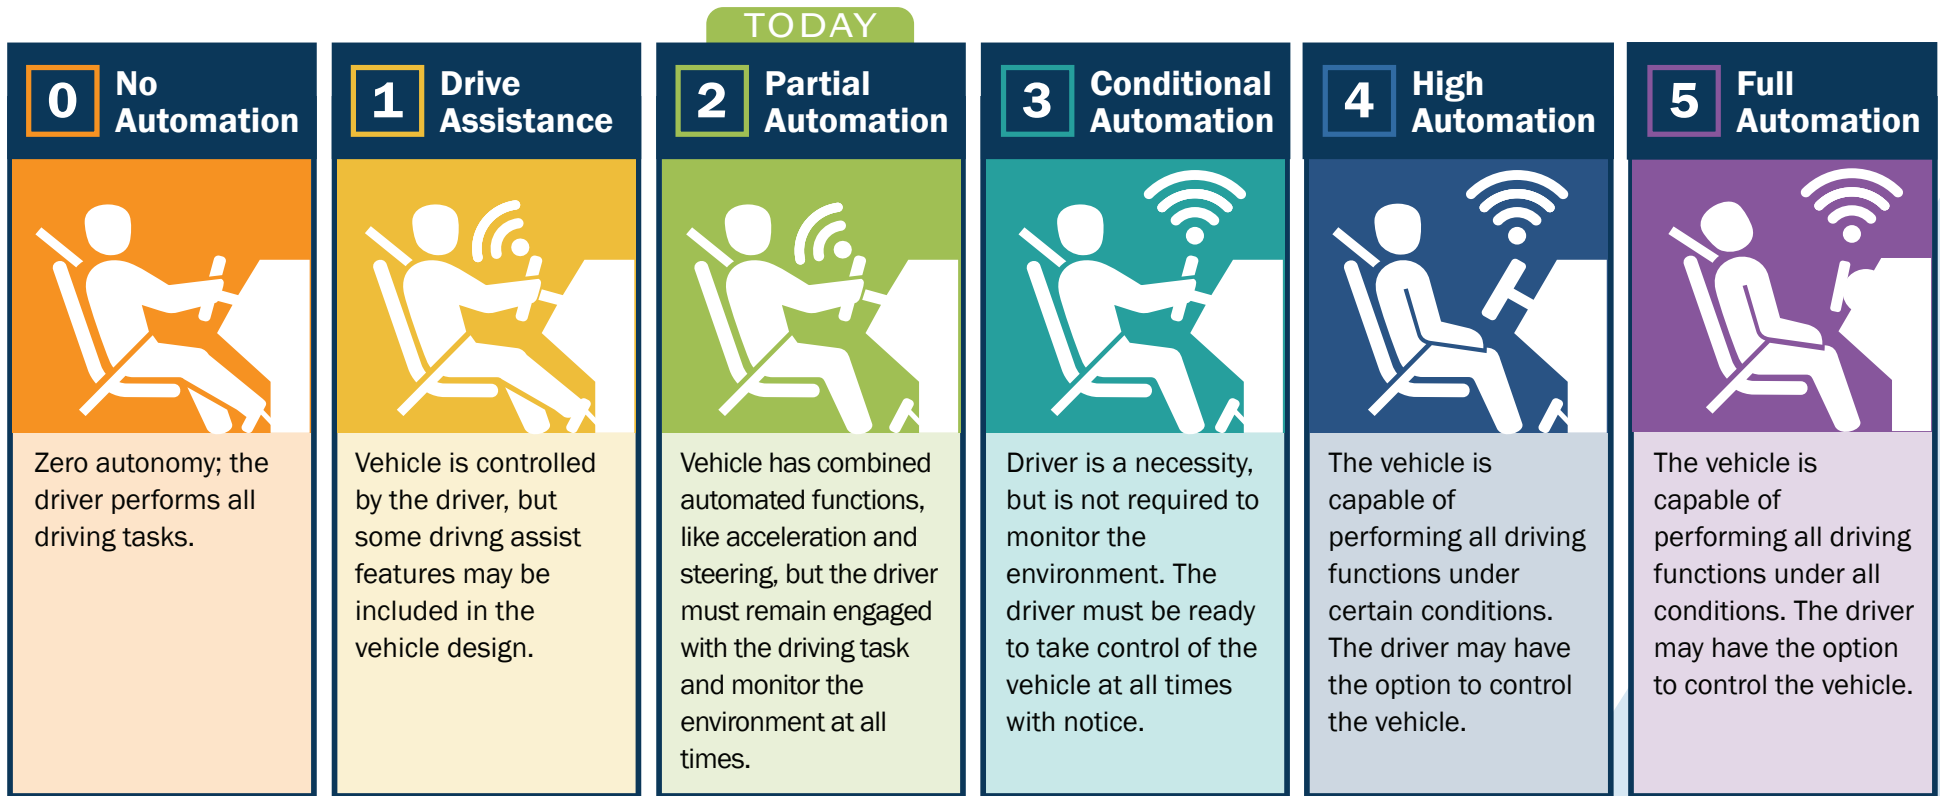 TODAY
0
No
Automation
Zero autonomy; the
driver performs all
driving tasks.
1
Drive
Assistance
Vehicle is controlled
by the driver, but
some drivng assist
features may be
included in the
vehicle design.
2
Partial
Automation
Vehicle has combined
automated functions,
like acceleration and
steering, but the driver
must remain engaged
with the driving task
and monitor the
environment at all
times.
3
Conditional
Automation
Driver is a necessity,
but is not required to
monitor the
environment. The
driver must be ready
to take control of the
vehicle at all times
with notice.
4
High
Automation
The vehicle is
capable of
performing all driving
functions under
certain conditions.
The driver may have
the option to control
the vehicle.
5
Full
Automation
The vehicle is
capable of
performing all driving
functions under all
conditions. The driver
may have the option
to control the vehicle.